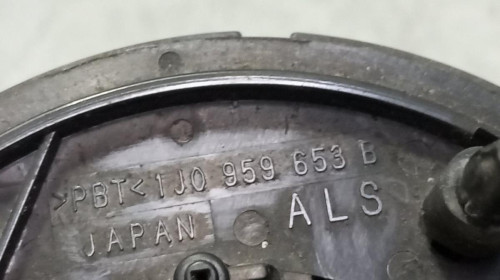 >PBT< 1J0 959 653 B
JAPAN ALS